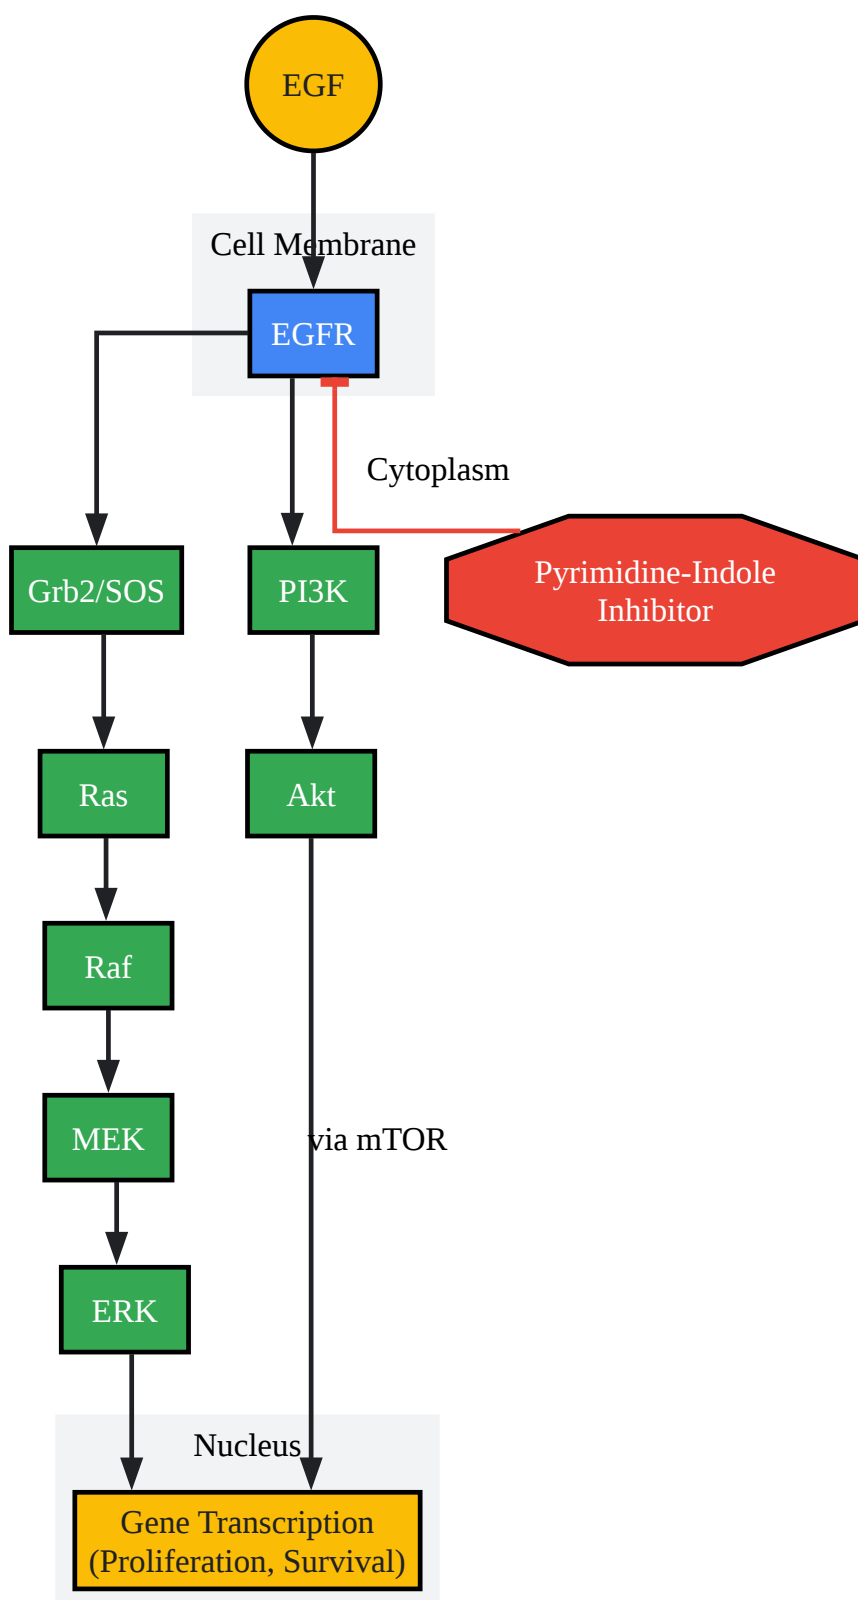 EGF
Cell Membrane
EGFR
Cytoplasm
Grb2/SOS
PI3K
Pyrimidine-Indole
Inhibitor
Ras
Akt
Raf
MEK
via mTOR
ERK
Nucleus
Gene Transcription
(Proliferation, Survival)